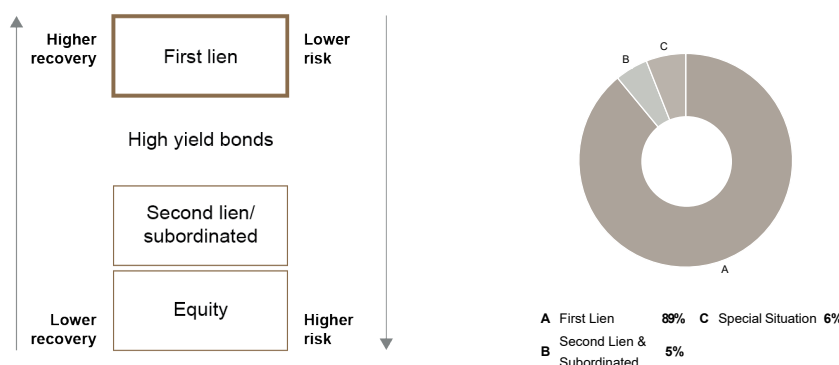 Higher
recovery
First lien
Lower
risk
High yield bonds
Second lien/
subordinated
Equity
Lower
recovery
Higher
risk
B
C
A
A First Lien 89% C Special Situation 6%
B Second Lien & 5%
Subordinated